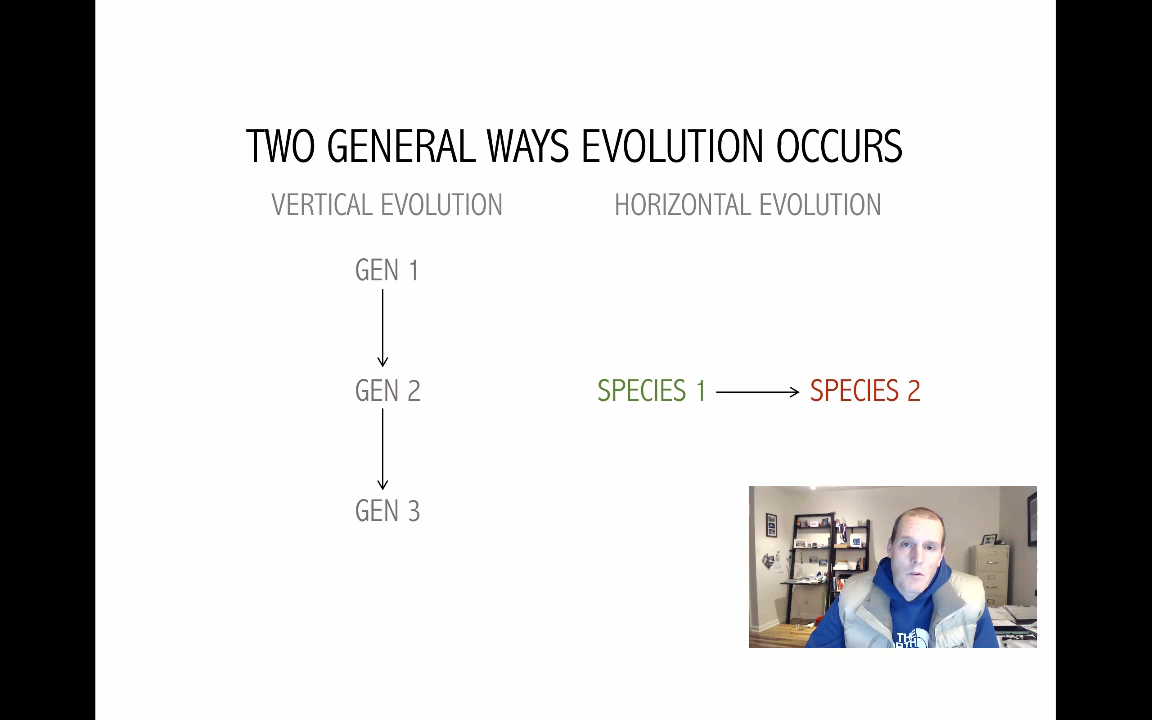 TWO GENERAL WAYS EVOLUTION OCCURS
VERTICAL EVOLUTION
HORIZONTAL EVOLUTION
GEN 1
GEN 2
SPECIES 1
SPECIES 2
GEN 3
THE